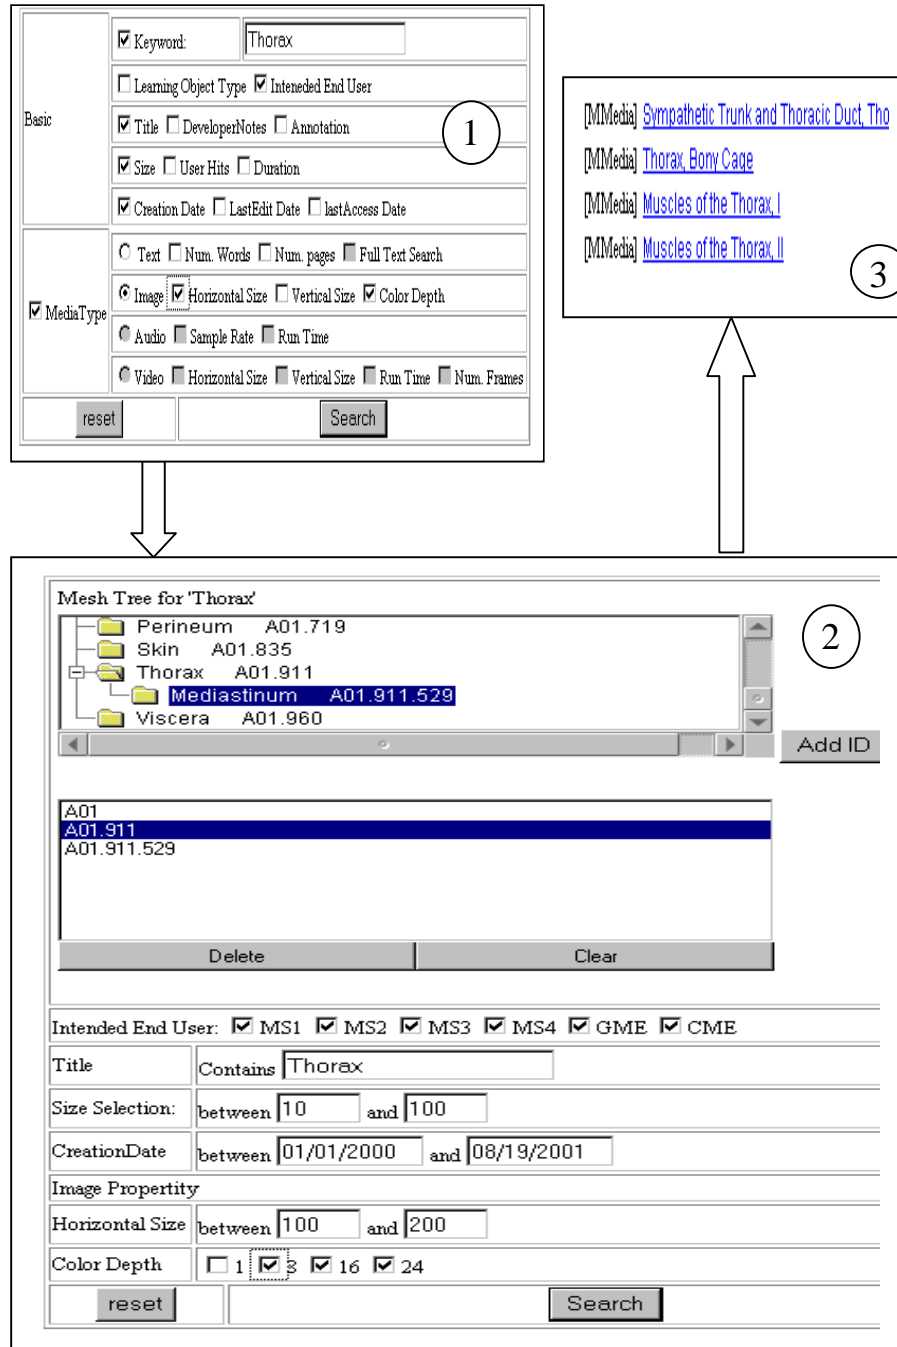 Keyword: Thorax
Learning Object Type Inteneded End User
Basic
Title DeveloperNotes Annotation
1
Size User Hits Duration
Creation Date LastEdit Date lastAccess Date
Text Num. Words Num. pages Full Text Search
MediaType
Image Horizontal Size Vertical Size Color Depth
Audio Sample Rate Run Time
Video Horizontal Size Vertical Size Run Time Num. Frames
reset Search
Mesh Tree for 'Thorax'
2
Perineum A01.719
Skin A01.835
Thorax A01.911
Mediastinum A01.911.529
Viscera A01.960
Add ID
A01
A01.911
A01.911.529
Delete Clear
Intended End User: MS1 MS2 MS3 MS4 GME CME
Title Contains Thorax
Size Selection: between 10 and 100
CreationDate between 01/01/2000 and 08/19/2001
Image Propertity
Horizontal Size between 100 and 200
Color Depth 1 8 16 24
reset Search
[MMedia] Sympathetic Trunk and Thoracic Duct, Tho
[MMedia] Thorax, Bony Cage
[MMedia] Muscles of the Thorax, I
[MMedia] Muscles of the Thorax, II
3